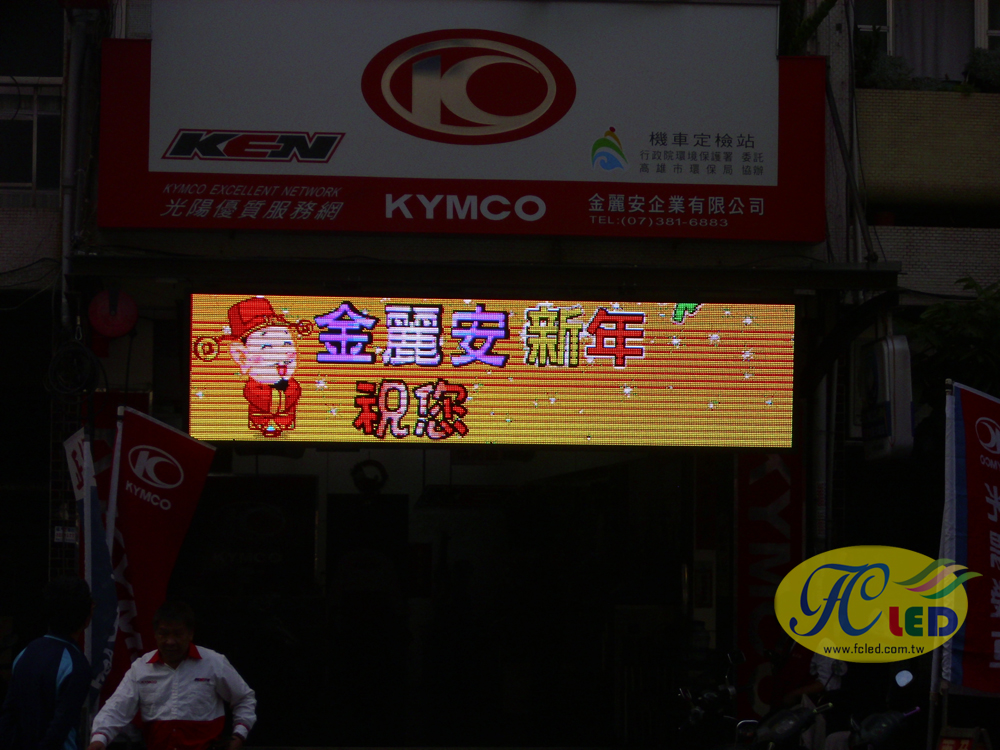 KEN
機車定檢站
行政院環境保護署 委託
高雄市環保局 協辦
KYMCO EXCELLENT NETWORK
光陽優質服務網
KYMCO
金麗安企業有限公司
TEL:(07)381-6883
金麗安新年
祝您
KYMCO
KYMCO
KYMCO
FC LED
www.fcled.com.tw